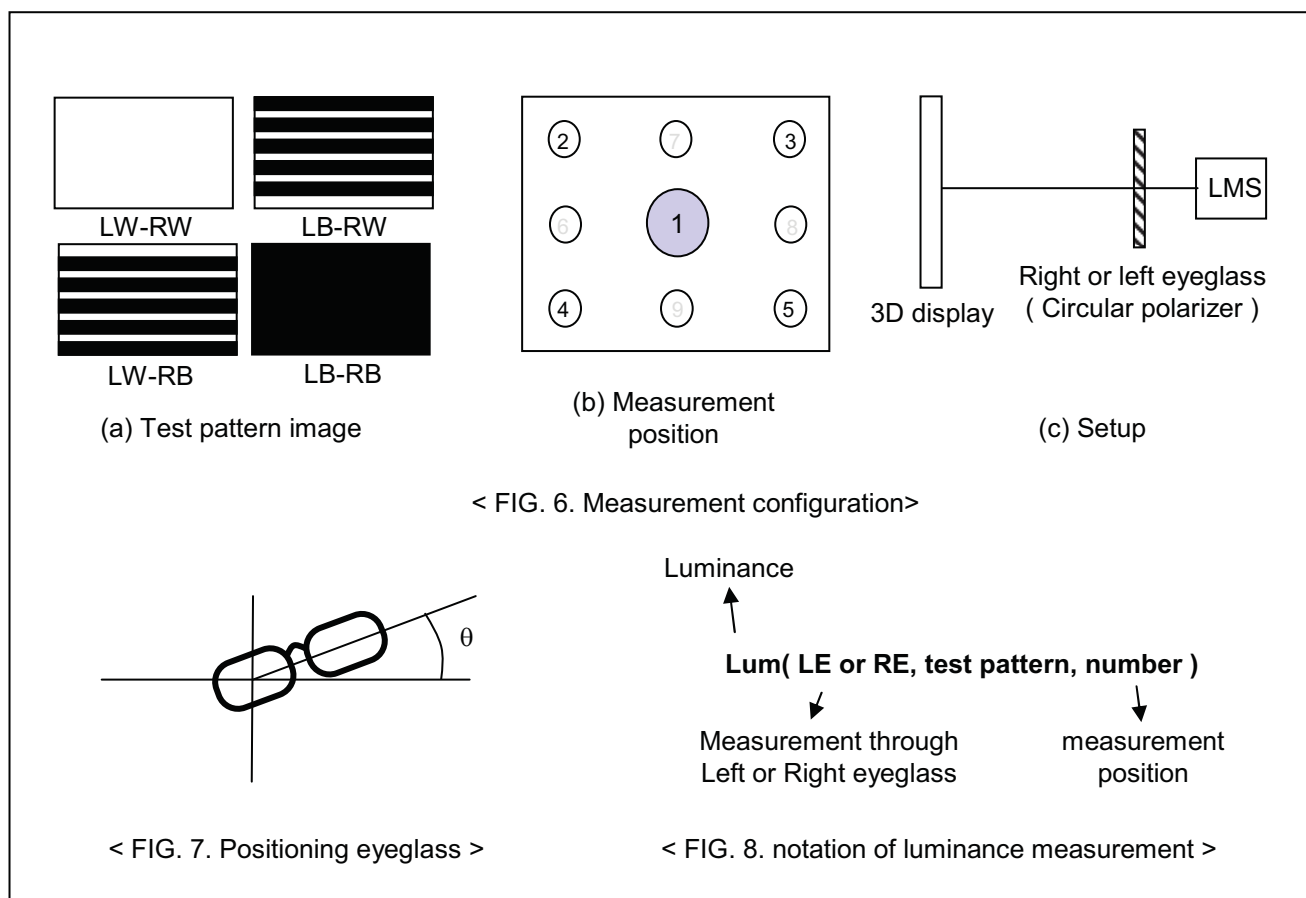 LW-RW
LB-RW
LW-RB
LB-RB
(a) Test pattern image
2
7
3
6
1
8
4
9
5
(b) Measurement
position
LMS
3D display
Right or left eyeglass
( Circular polarizer )
(c) Setup
< FIG. 6. Measurement configuration>
θ
< FIG. 7. Positioning eyeglass >
Luminance
Lum( LE or RE, test pattern, number )
Measurement through
Left or Right eyeglass
measurement
position
< FIG. 8. notation of luminance measurement >